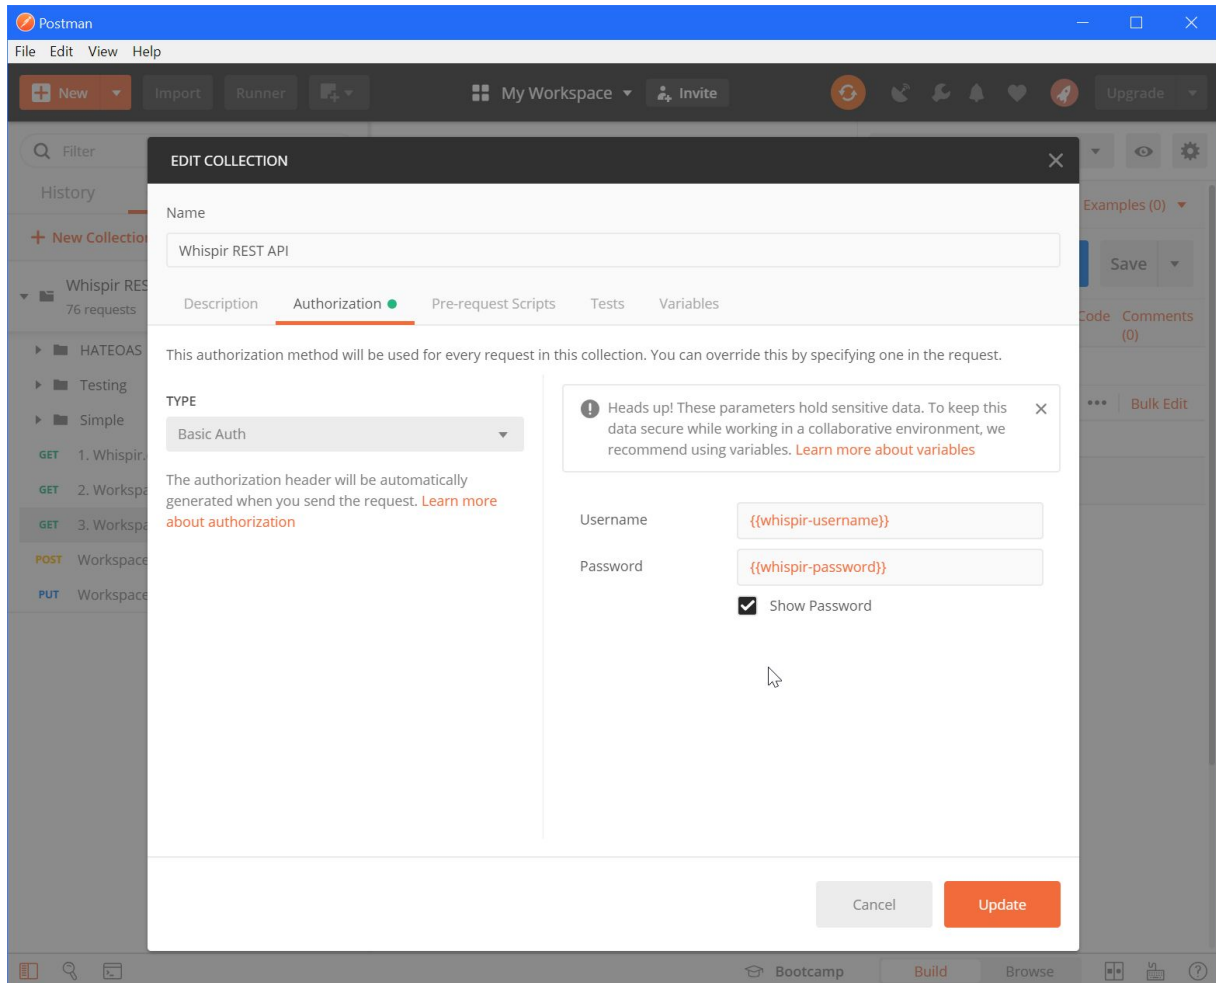 Postman
File Edit View Help
New Import Runner My Workspace Invite Upgrade
Filter
History
+ New Collection
Whispir RES
76 requests
HATEOAS
Testing
Simple
GET 1. Whispir.
GET 2. Workspa
GET 3. Workspa
POST Workspace
PUT Workspace
EDIT COLLECTION
Name
Whispir REST API
Description Authorization Pre-request Scripts Tests Variables
This authorization method will be used for every request in this collection. You can override this by specifying one in the request.
TYPE
Basic Auth
The authorization header will be automatically
generated when you send the request. Learn more
about authorization
Heads up! These parameters hold sensitive data. To keep this
data secure while working in a collaborative environment, we
recommend using variables. Learn more about variables
Username {{whispir-username}}
Password {{whispir-password}}
Show Password
Cancel Update
Examples (0)
Save
Code Comments
(0)
Bulk Edit
Bootcamp Build Browse